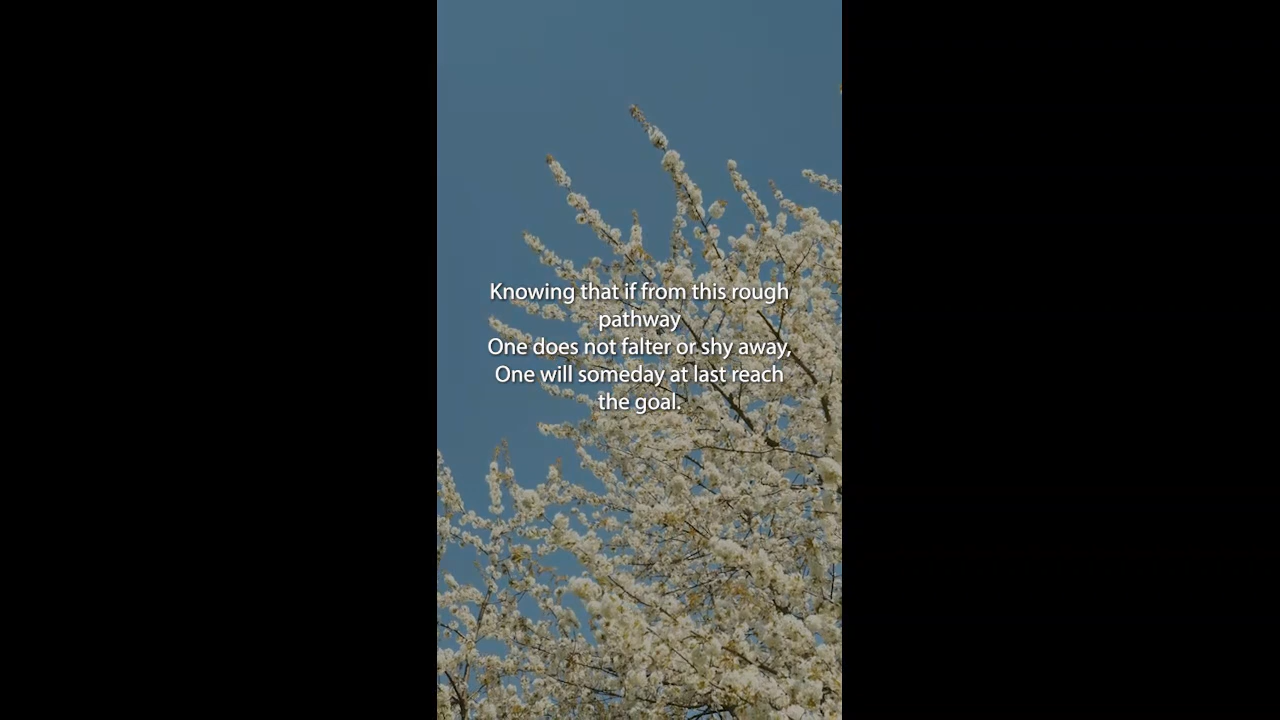 Knowing that if from this rough
pathway
One does not falter or shy away,
One will someday at last reach
the goal.